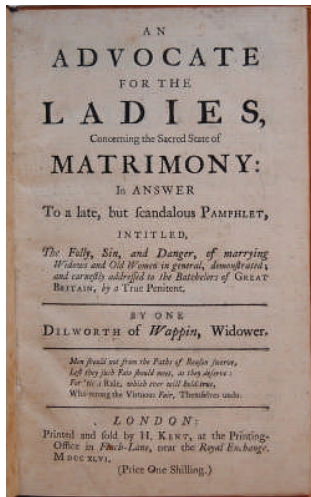 AN
ADVOCATE
FOR THE
LADIES,
Concerning the Sacred State of
MATRIMONY:
In ANSWER
To a late, but ſcandalous PAMPHLET,
INTITLED,
The Folly, Sin, and Danger, of marrying
Widows and Old Women in general, demonſtrated;
and earneſtly addreſſed to the Batchelors of GREAT
BRITAIN, by a True Penitent.
BY ONE
DILWORTH of Wappin, Widower.
Men ſhould not from the Paths of Reaſon ſwerve,
Leſt they ſuch Fate ſhould meet, as they deſerve:
For 'tis a Rule, which ever will hold true,
Who wrong the Virtuous Fair, Themſelves undo.
LONDON:
Printed and ſold by H. KENT, at the Printing-
Office in Finch-Lane, near the Royal Exchange.
MDCCXLVI.
(Price One Shilling.)